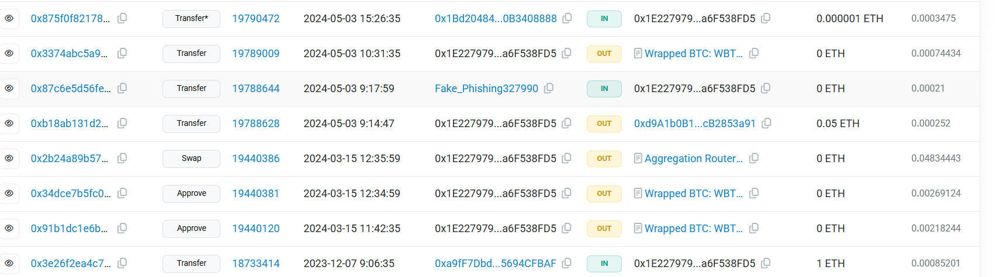 0x875f0f82178... Transfer* 19790472 2024-05-03 15:26:35 0x1Bd20484...0B3408888 IN 0x1E227979...a6F538FD5 0.000001 ETH 0.0003475
0x3374abc5a9... Transfer 19789009 2024-05-03 10:31:35 0x1E227979...a6F538FD5 OUT Wrapped BTC: WBT... 0 ETH 0.00074434
0x87c6e5d56fe... Transfer 19788644 2024-05-03 9:17:59 Fake_Phishing327990 IN 0x1E227979...a6F538FD5 0 ETH 0.00021
0xb18ab131d2... Transfer 19788628 2024-05-03 9:14:47 0x1E227979...a6F538FD5 OUT 0xd9A1b0B1...cB2853a91 0.05 ETH 0.000252
0x2b24a89b57... Swap 19440386 2024-03-15 12:35:59 0x1E227979...a6F538FD5 OUT Aggregation Router... 0 ETH 0.04834443
0x34dce7b5fc0... Approve 19440381 2024-03-15 12:34:59 0x1E227979...a6F538FD5 OUT Wrapped BTC: WBT... 0 ETH 0.00269124
0x91b1dc1e6b... Approve 19440120 2024-03-15 11:42:35 0x1E227979...a6F538FD5 OUT Wrapped BTC: WBT... 0 ETH 0.00218244
0x3e26f2ea4c7... Transfer 18733414 2023-12-07 9:06:35 0xa9fF7Dbd...5694CFBAF IN 0x1E227979...a6F538FD5 1 ETH 0.00085201